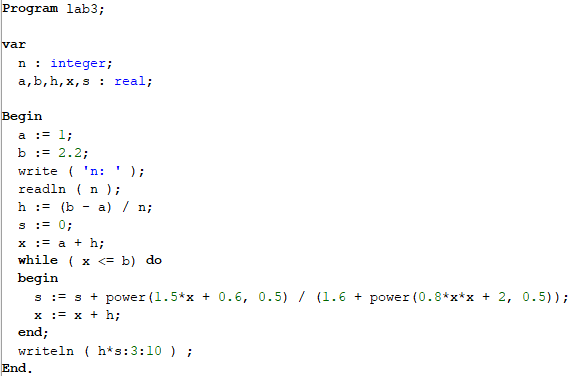 Program lab3;
var
n : integer;
a,b,h,x,s : real;
Begin
a := 1;
b := 2.2;
write ( 'n: ' );
readln ( n );
h := (b - a) / n;
s := 0;
x := a + h;
while ( x <= b) do
begin
s := s + power(1.5*x + 0.6, 0.5) / (1.6 + power(0.8*x*x + 2, 0.5));
x := x + h;
end;
writeln ( h*s:3:10 ) ;
End.